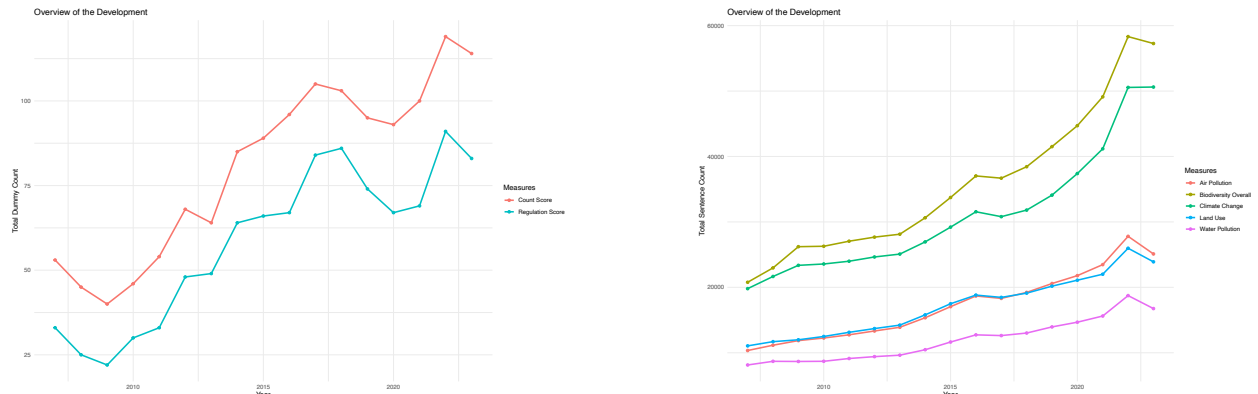 Overview of the Development
Total Dummy Count
100
75
50
25
2010
2015
2020
Year
Measures
Count Score
Regulation Score
Overview of the Development
Total Sentence Count
60000
40000
20000
2010
2015
2020
Year
Measures
Air Pollution
Biodiversity Overall
Climate Change
Land Use
Water Pollution